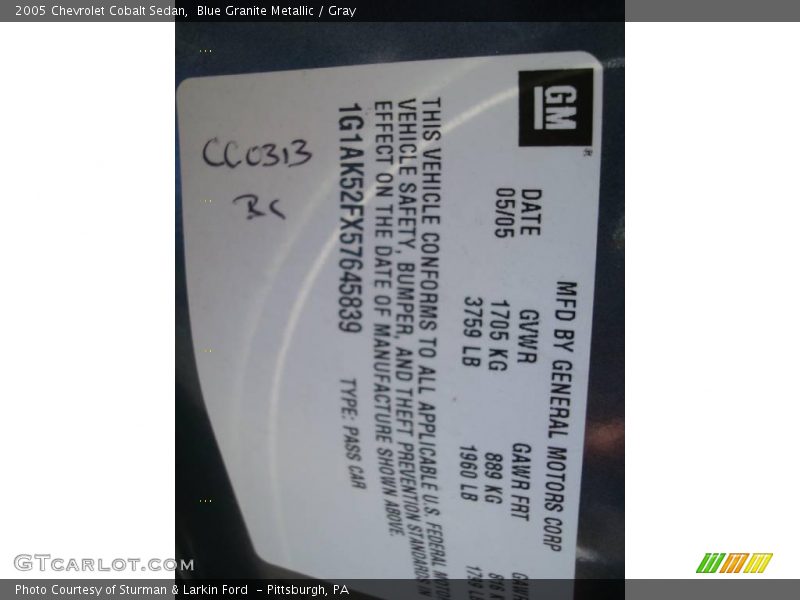 2005 Chevrolet Cobalt Sedan, Blue Granite Metallic / Gray
GM
MFD BY GENERAL MOTORS CORP
DATE GVWR GAWR FRT
05/05 1705 KG 889 KG
3759 LB 1960 LB
THIS VEHICLE CONFORMS TO ALL APPLICABLE U.S. FEDERAL
VEHICLE SAFETY, BUMPER, AND THEFT PREVENTION STANDARDS IN
EFFECT ON THE DATE OF MANUFACTURE SHOWN ABOVE.
1G1AK52FX57645839 TYPE: PASS CAR
CC0313
BC
GTcarlot.com
Photo Courtesy of Sturman & Larkin Ford - Pittsburgh, PA